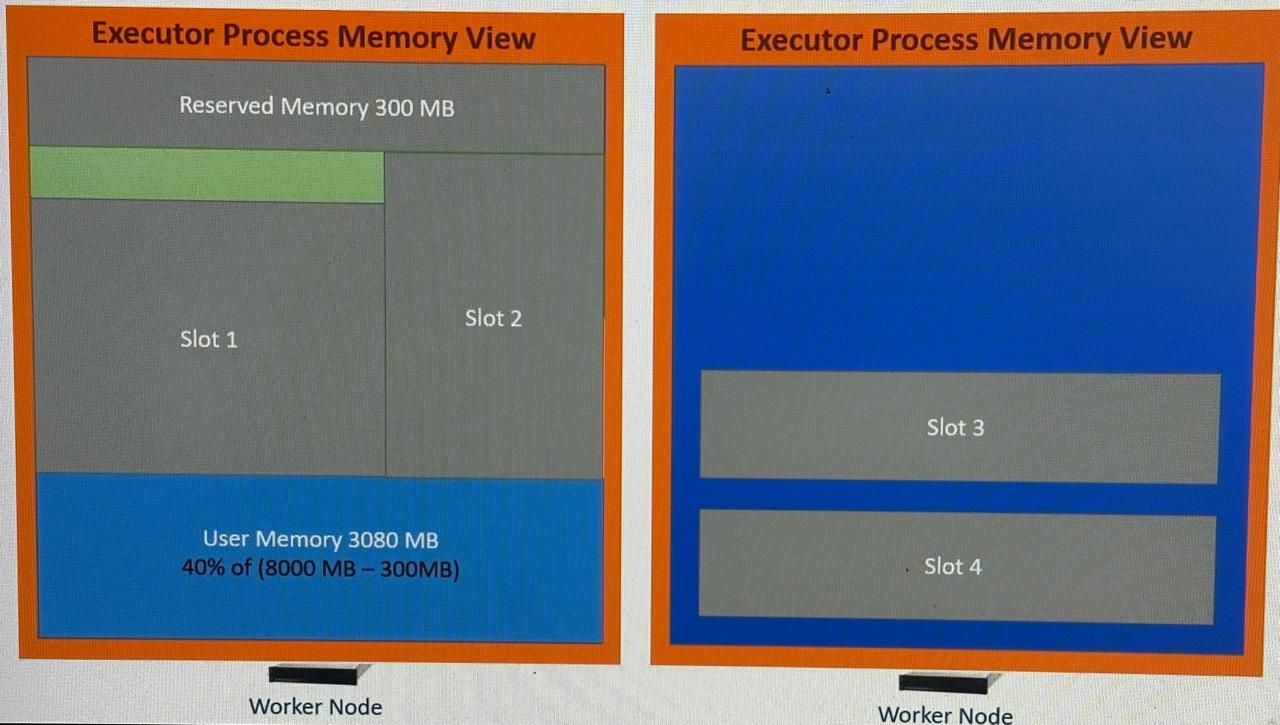 Executor Process Memory View
Reserved Memory 300 MB
Slot 1
Slot 2
User Memory 3080 MB
40% of (8000 MB – 300MB)
Worker Node
Executor Process Memory View
Slot 3
Slot 4
Worker Node